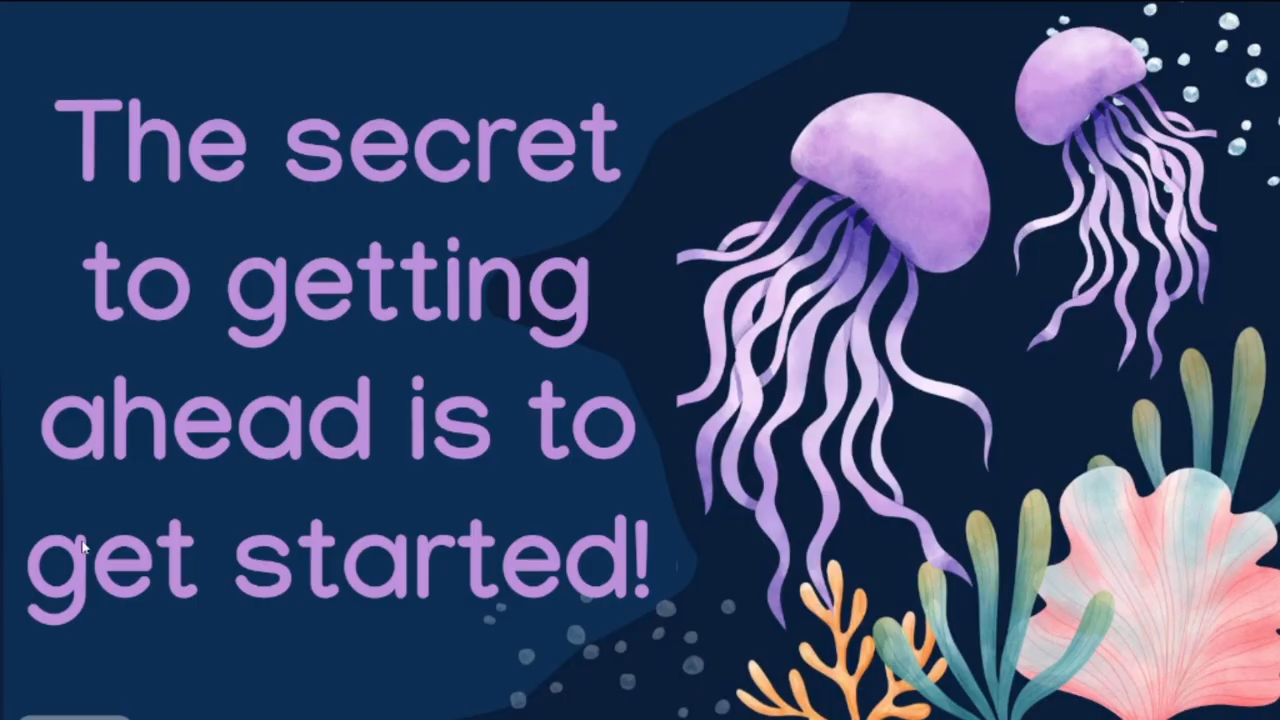 The secret
to getting
ahead is to
get started!